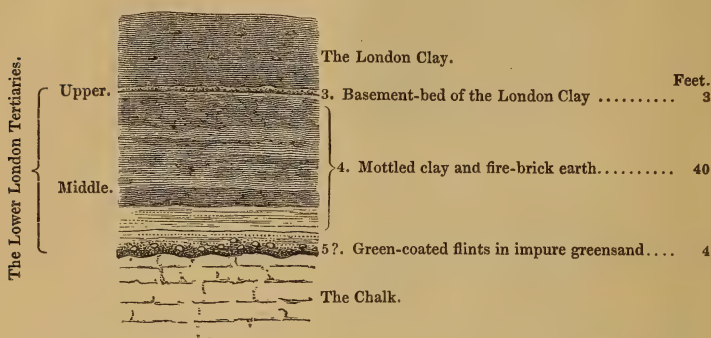 The Lower London Tertiaries.
The London Clay.
Feet.
Upper.
3. Basement-bed of the London Clay .......... 3
4. Mottled clay and fire-brick earth.......... 40
Middle.
5?. Green-coated flints in impure greensand.... 4
The Chalk.